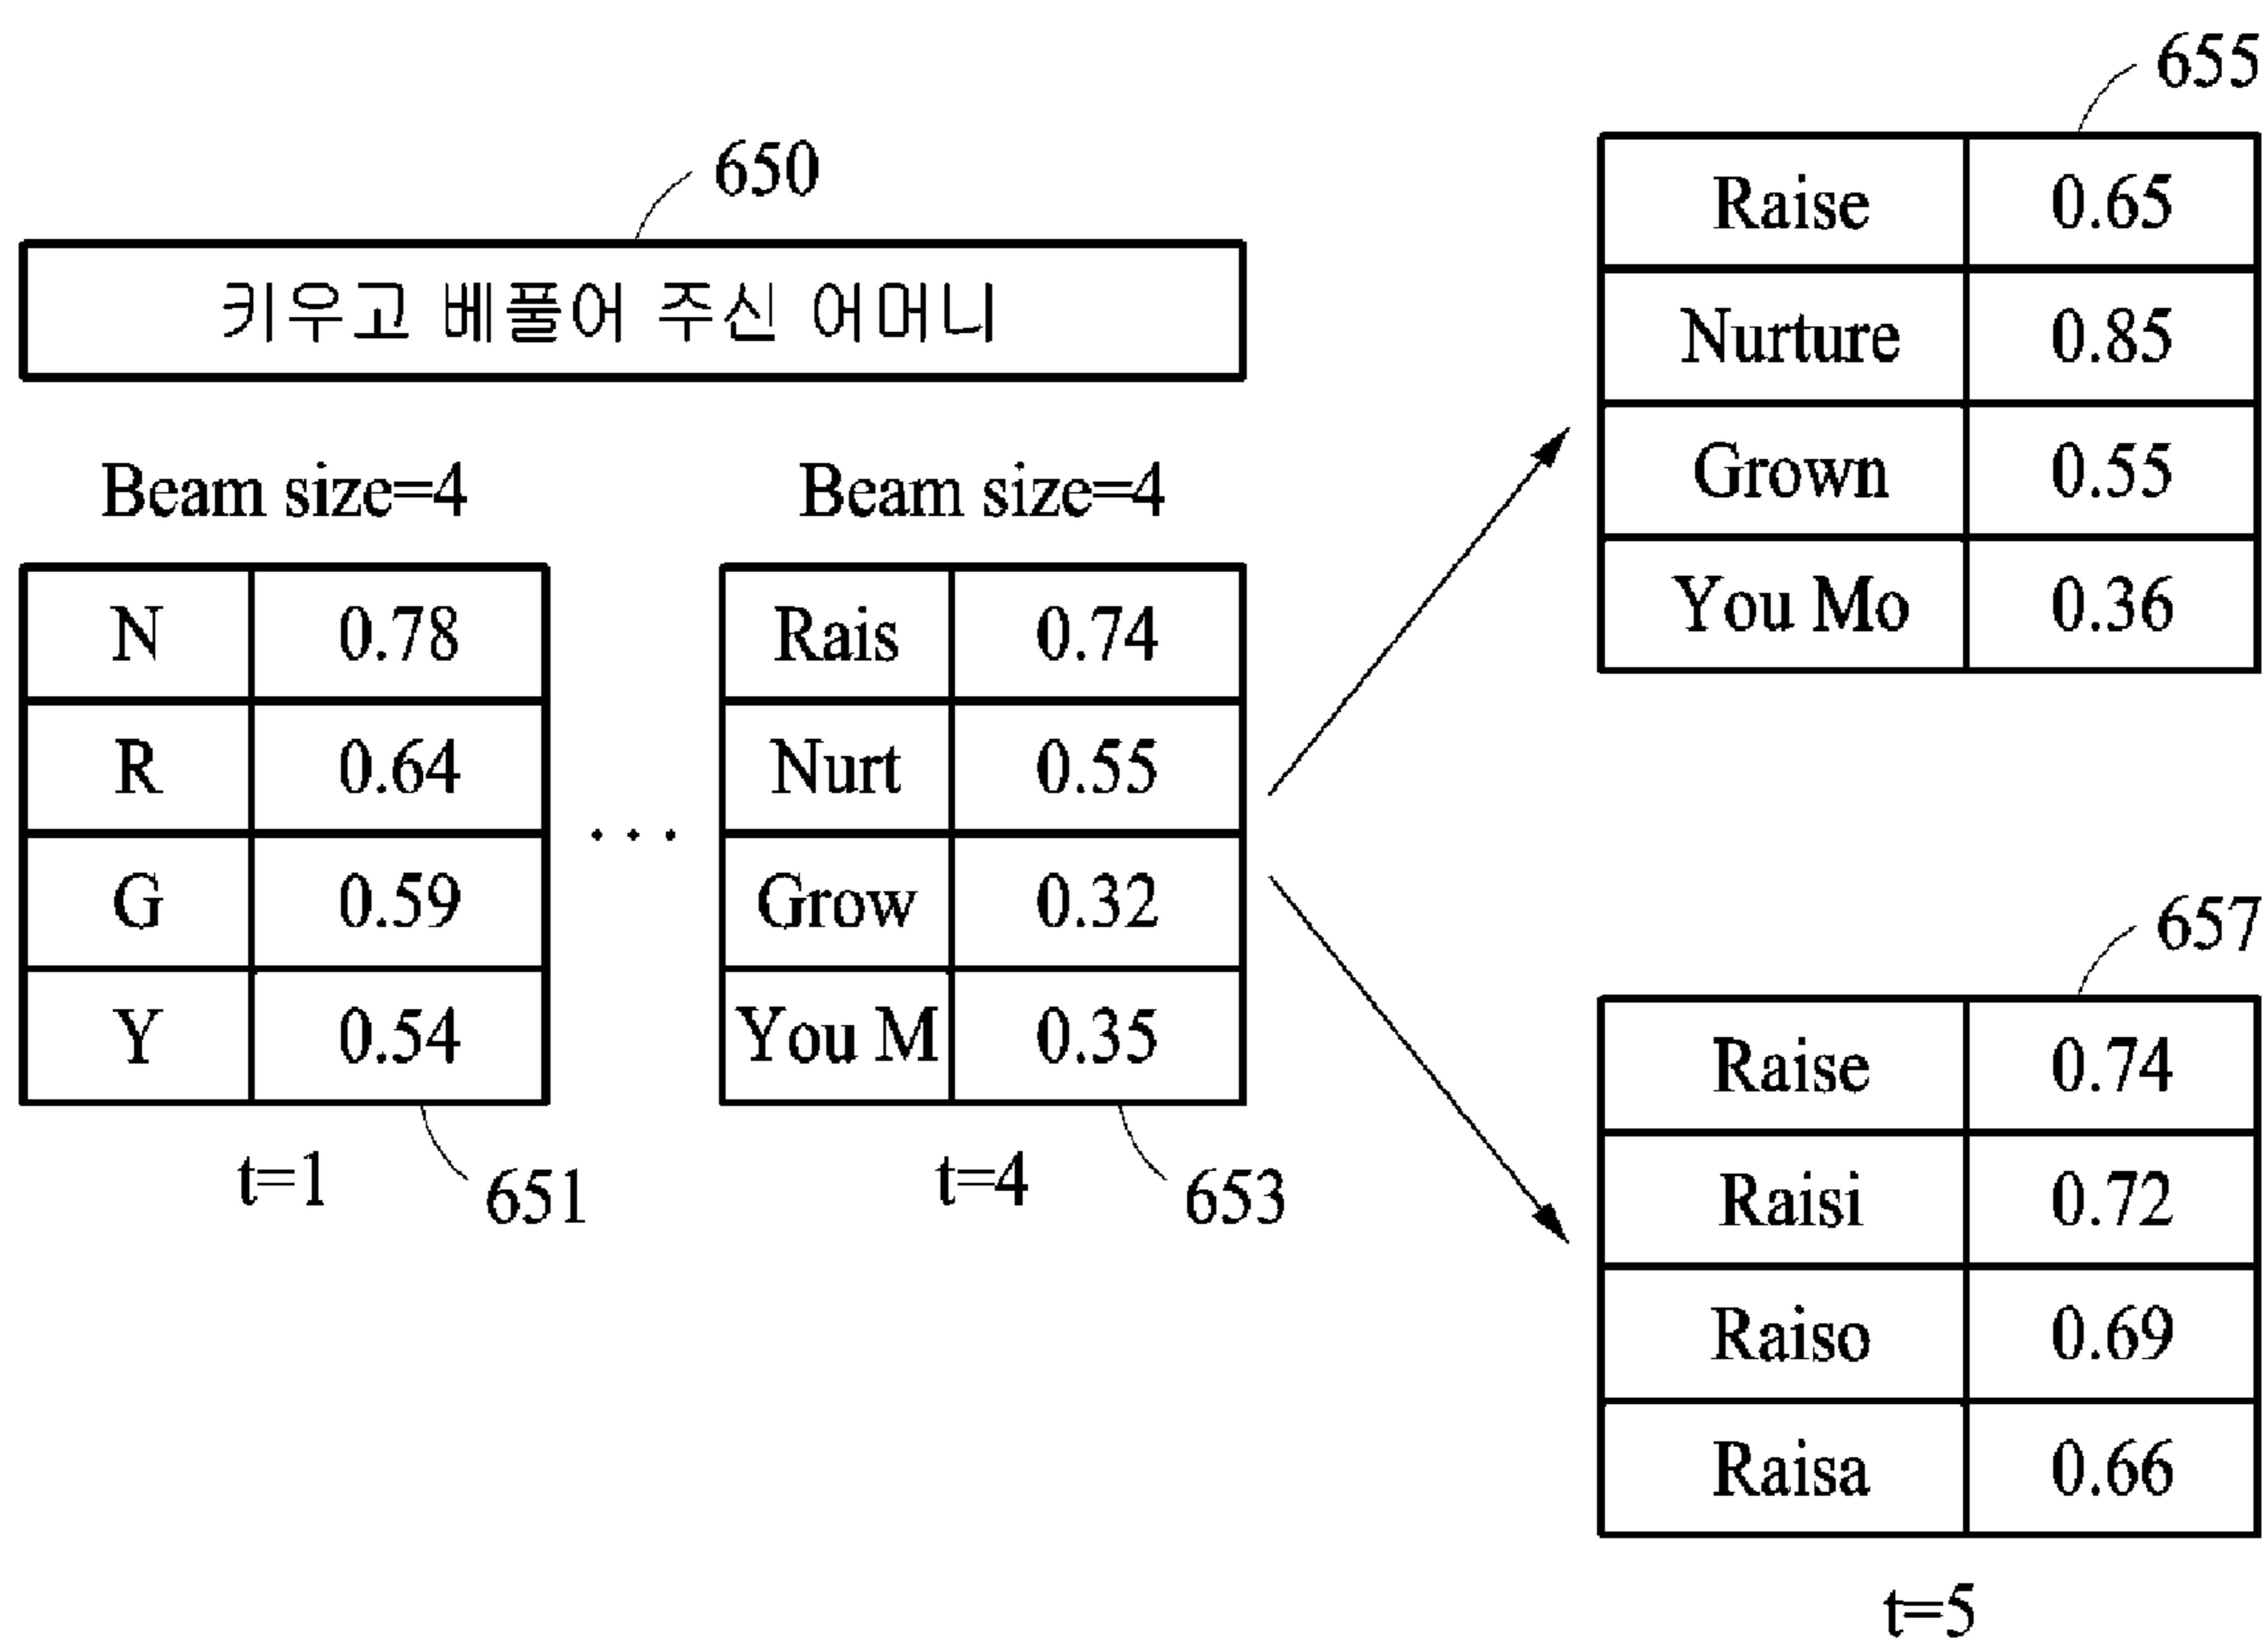 650
키우고 베풀어 주신 어머니
Beam size=4
N 0.78
R 0.64
G 0.59
Y 0.54
t=1
651
...
Beam size=4
Rais 0.74
Nurt 0.55
Grow 0.32
You M 0.35
t=4
653
655
Raise 0.65
Nurture 0.85
Grown 0.55
You Mo 0.36
657
Raise 0.74
Raisi 0.72
Raiso 0.69
Raisa 0.66
t=5